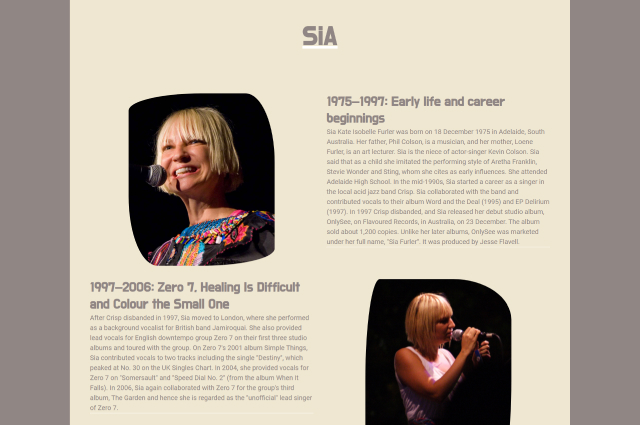 SiA
1975–1997: Early life and career
beginnings
Sia Kate Isobelle Furler was born on 18 December 1975 in Adelaide, South
Australia. Her father, Phil Colson, is a musician, and her mother, Loene
Furler, is an art lecturer. Sia is the niece of actor-singer Kevin Colson. Sia
said that as a child she imitated the performing style of Aretha Franklin,
Stevie Wonder and Sting, whom she cites as early influences. She attended
Adelaide High School. In the mid-1990s, Sia started a career as a singer in
the local acid jazz band Crisp. Sia collaborated with the band and
contributed vocals to their album Word and the Deal (1995) and EP Delirium
(1997). In 1997 Crisp disbanded, and Sia released her debut studio album,
OnlySee, on Flavoured Records, in Australia, on 23 December. The album
sold about 1,200 copies. Unlike her later albums, OnlySee was marketed
under her full name, "Sia Furler". It was produced by Jesse Flavell.
1997–2006: Zero 7, Healing Is Difficult
and Colour the Small One
After Crisp disbanded in 1997, Sia moved to London, where she performed
as a background vocalist for British band Jamiroquai. She also provided
lead vocals for English downtempo group Zero 7 on their first three studio
albums and toured with the group. On Zero 7's 2001 album Simple Things,
Sia contributed vocals to two tracks including the single "Destiny", which
peaked at No. 30 on the UK Singles Chart. In 2004, she provided vocals for
Zero 7 on "Somersault" and "Speed Dial No. 2" (from the album When It
Falls). In 2006, Sia again collaborated with Zero 7 for the group's third
album, The Garden and hence she is regarded as the "unofficial" lead singer
of Zero 7.